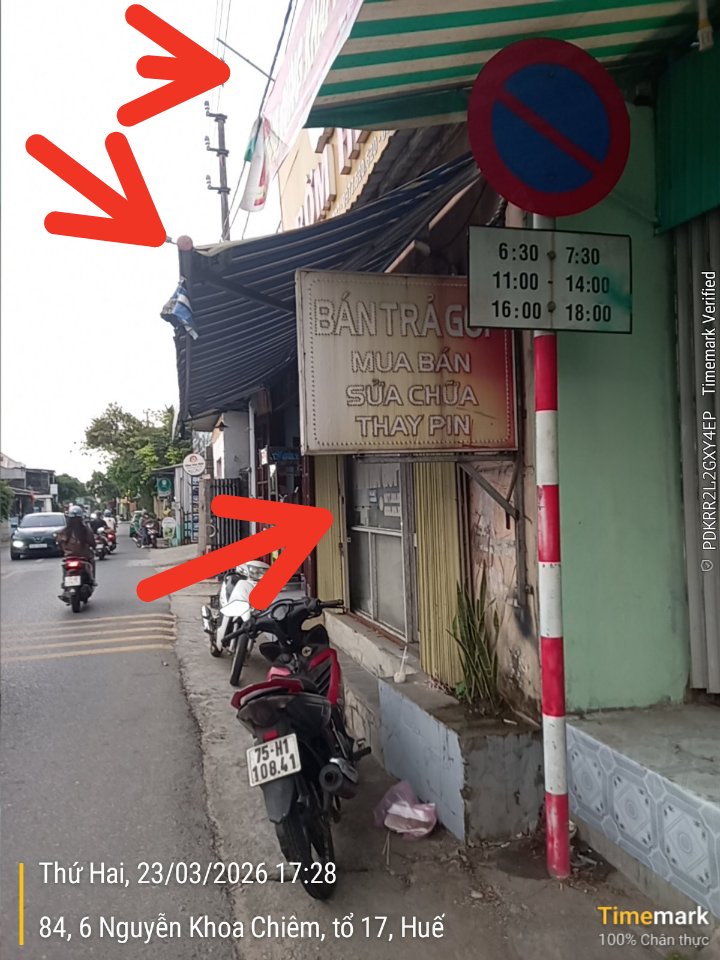 6:30 - 7:30
11:00 - 14:00
16:00 - 18:00
BÁN TRẢ GÓP
MUA BÁN
SỬA CHỮA
THAY PIN
75-H1
108.41
Thứ Hai, 23/03/2026 17:28
84, 6 Nguyễn Khoa Chiêm, tổ 17, Huế
Timemark
100% Chân thực
PDKRR2L2GXY4EP Timemark Verified